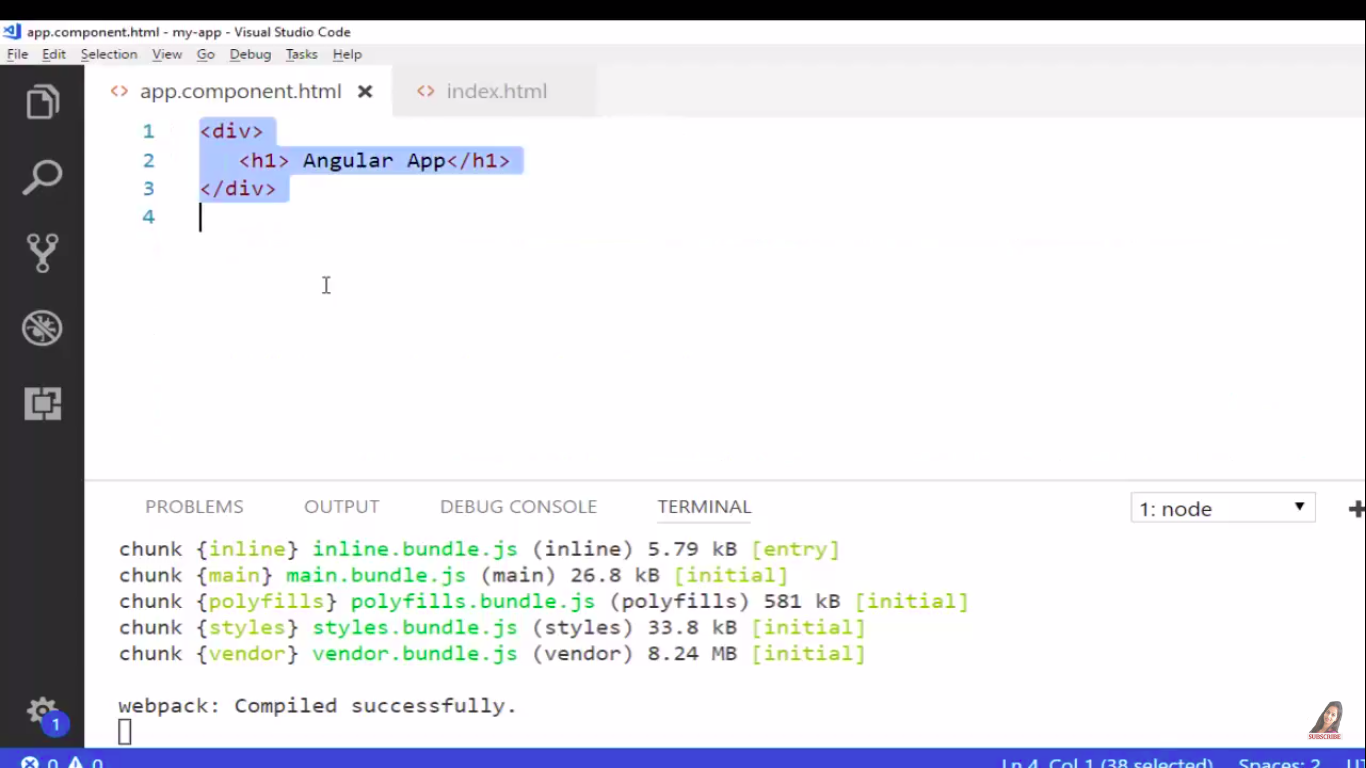 app.component.html - my-app - Visual Studio Code
File Edit Selection View Go Debug Tasks Help
<> app.component.html × <> index.html
1 <div>
2 <h1> Angular App</h1>
3 </div>
4
PROBLEMS OUTPUT DEBUG CONSOLE TERMINAL 1: node
chunk {inline} inline.bundle.js (inline) 5.79 kB [entry]
chunk {main} main.bundle.js (main) 26.8 kB [initial]
chunk {polyfills} polyfills.bundle.js (polyfills) 581 kB [initial]
chunk {styles} styles.bundle.js (styles) 33.8 kB [initial]
chunk {vendor} vendor.bundle.js (vendor) 8.24 MB [initial]
webpack: Compiled successfully.
1
SUBSCRIBE
0 0 Ln 4, Col 1 (38 selected) Spaces: 2